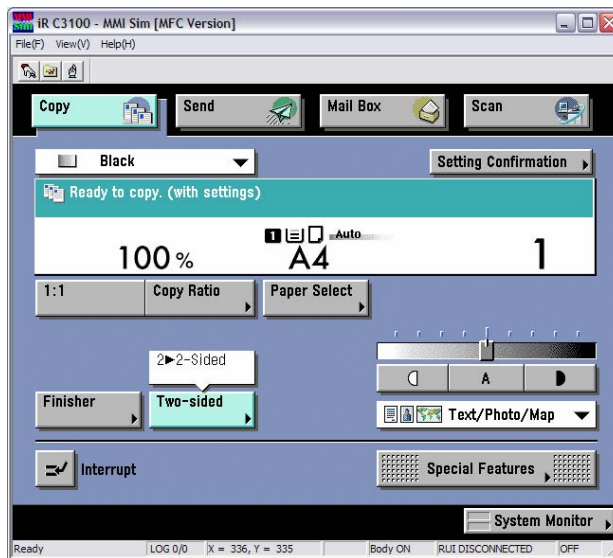 MMI Sim iR C3100 - MMI Sim [MFC Version]
File(F) View(V) Help(H)
Copy Send Mail Box Scan
Black Setting Confirmation
Ready to copy. (with settings)
1 Auto
100 % A4 1
1:1 Copy Ratio Paper Select
2▶2-Sided
A
Finisher Two-sided
Text/Photo/Map
Interrupt Special Features
System Monitor
Ready LOG 0/0 X = 336, Y = 335 Body ON RUI DISCONNECTED OFF